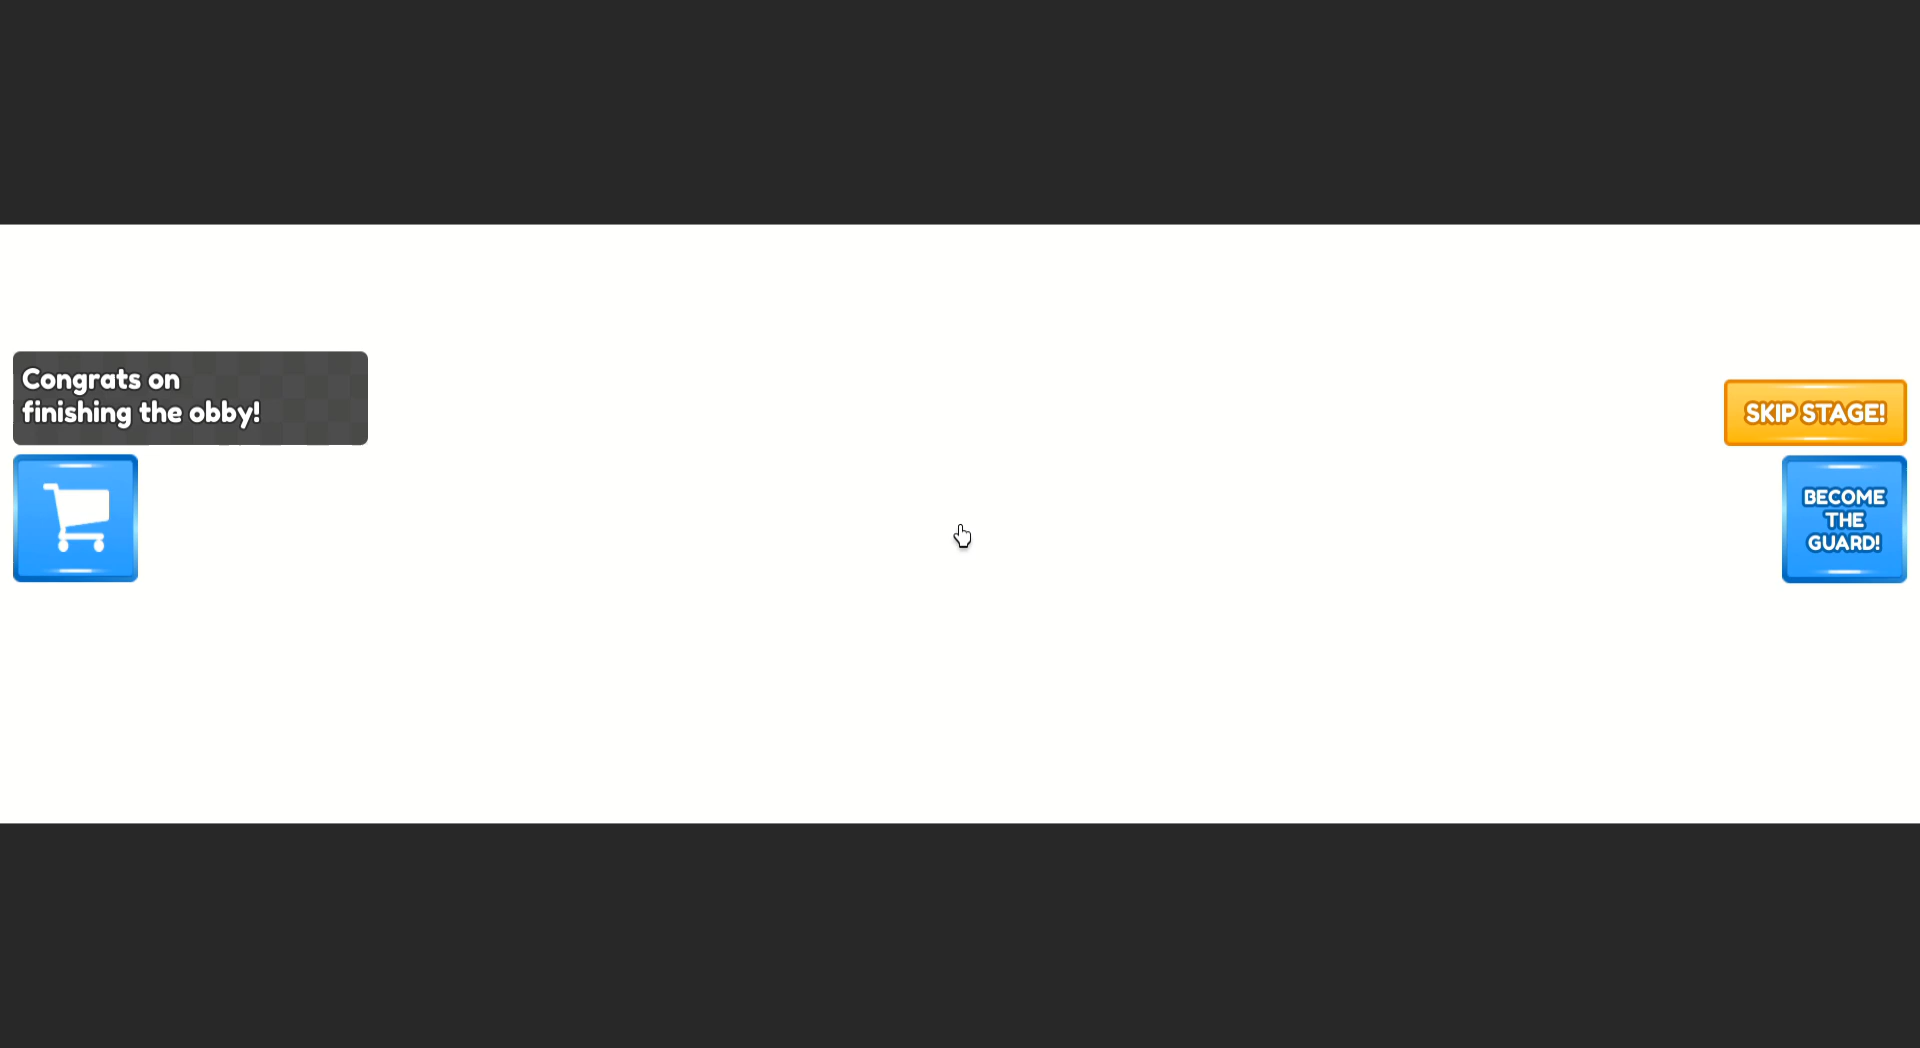 Congrats on
finishing the obby!
SKIP STAGE!
BECOME
THE
GUARD!